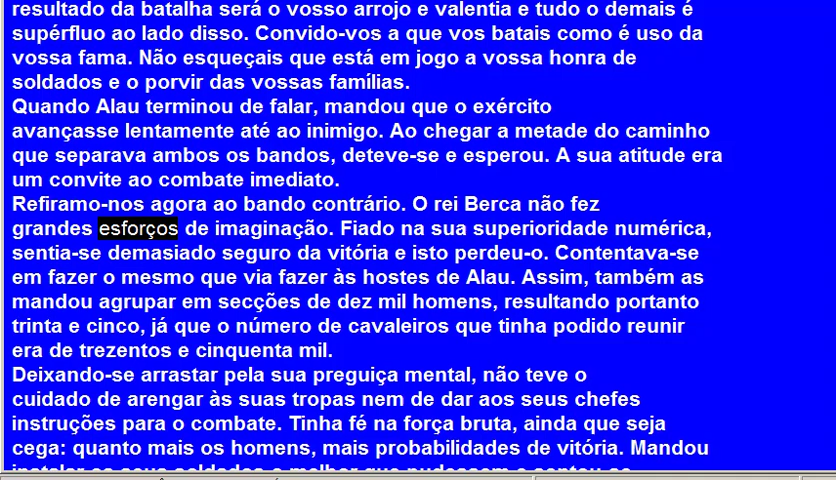 resultado da batalha será o vosso arrojo e valentia e tudo o demais é
supérfluo ao lado disso. Convido-vos a que vos batais como é uso da
vossa fama. Não esqueçais que está em jogo a vossa honra de
soldados e o porvir das vossas famílias.
Quando Alau terminou de falar, mandou que o exército
avançasse lentamente até ao inimigo. Ao chegar a metade do caminho
que separava ambos os bandos, deteve-se e esperou. A sua atitude era
um convite ao combate imediato.
Refiramo-nos agora ao bando contrário. O rei Berca não fez
grandes esforços de imaginação. Fiado na sua superioridade numérica,
sentia-se demasiado seguro da vitória e isto perdeu-o. Contentava-se
em fazer o mesmo que via fazer às hostes de Alau. Assim, também as
mandou agrupar em secções de dez mil homens, resultando portanto
trinta e cinco, já que o número de cavaleiros que tinha podido reunir
era de trezentos e cinquenta mil.
Deixando-se arrastar pela sua preguiça mental, não teve o
cuidado de arengar às suas tropas nem de dar aos seus chefes
instruções para o combate. Tinha fé na força bruta, ainda que seja
cega: quanto mais os homens, mais probabilidades de vitória. Mandou
instalar os seus soldados o melhor que pudessem e sentou-se